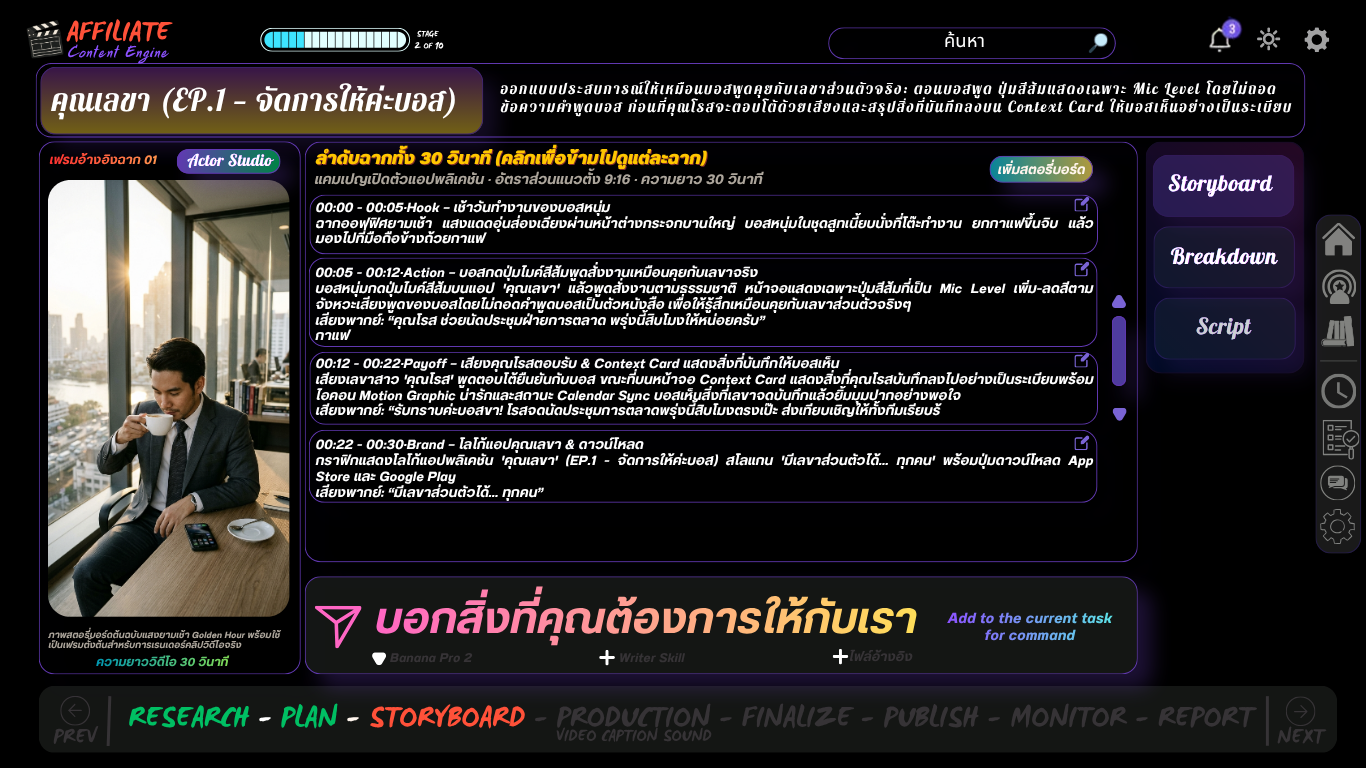 AFFILIATE
Content Engine
STAGE
2 OF 10
ค้นหา
3
คุณเลขา (EP.1 – จัดการให้ค่ะบอส)
ออกแบบประสบการณ์ให้เหมือนบอสพูดคุยกับเลขาส่วนตัวจริง: ตอนบอสพูด ปุ่มสีส้มแสดงเฉพาะ Mic Level โดยไม่ถอด
ข้อความคำพูดบอส ก่อนที่คุณโรสจะตอบโต้ด้วยเสียงและสรุปสิ่งที่บันทึกลงบน Context Card ให้บอสเห็นอย่างเป็นระเบียบ
เฟรมอ้างอิงฉาก 01
Actor Studio
ภาพสตอรี่บอร์ดต้นฉบับแสงยามเช้า Golden Hour พร้อมใช้
เป็นเฟรมตั้งต้นสำหรับการเรนเดอร์คลิปวิดีโอจริง
ความยาววิดีโอ 30 วินาที
ลำดับฉากทั้ง 30 วินาที (คลิกเพื่อข้ามไปดูแต่ละฉาก)
แคมเปญเปิดตัวแอปพลิเคชัน · อัตราส่วนแนวตั้ง 9:16 · ความยาว 30 วินาที
เพิ่มสตอรี่บอร์ด
00:00 - 00:05·Hook – เช้าวันทำงานของบอสหนุ่ม
ฉากออฟฟิศยามเช้า แสงแดดอุ่นส่องเฉียงผ่านหน้าต่างกระจกบานใหญ่ บอสหนุ่มในชุดสูทเนี้ยบนั่งที่โต๊ะทำงาน ยกกาแฟขึ้นจิบ แล้ว
มองไปที่มือถือข้างถ้วยกาแฟ
00:05 - 00:12·Action – บอสกดปุ่มไมค์สีส้มพูดสั่งงานเหมือนคุยกับเลขาจริง
บอสหนุ่มกดปุ่มไมค์สีส้มบนแอป 'คุณเลขา' แล้วพูดสั่งงานตามธรรมชาติ หน้าจอแสดงเฉพาะปุ่มสีส้มที่เป็น Mic Level เพิ่ม-ลดสีตาม
จังหวะเสียงพูดของบอสโดยไม่ถอดคำพูดบอสเป็นตัวหนังสือ เพื่อให้รู้สึกเหมือนคุยกับเลขาส่วนตัวจริงๆ
เสียงพากย์: “คุณโรส ช่วยนัดประชุมฝ่ายการตลาด พรุ่งนี้สิบโมงให้หน่อยครับ”
กาแฟ
00:12 - 00:22·Payoff – เสียงคุณโรสตอบรับ & Context Card แสดงสิ่งที่บันทึกให้บอสเห็น
เสียงเลขาสาว 'คุณโรส' พูดตอบโต้ยืนยันกับบอส ขณะที่บนหน้าจอ Context Card แสดงสิ่งที่คุณโรสบันทึกลงไปอย่างเป็นระเบียบพร้อม
ไอคอน Motion Graphic น่ารักและสถานะ Calendar Sync บอสเห็นสิ่งที่เลขาจดบันทึกแล้วยิ้มมุมปากอย่างพอใจ
เสียงพากย์: “รับทราบค่ะบอสขา! โรสจดนัดประชุมการตลาดพรุ่งนี้สิบโมงตรงเป๊ะ ส่งเทียบเชิญให้ทั้งทีมเรียบร้
00:22 - 00:30·Brand – โลโก้แอปคุณเลขา & ดาวน์โหลด
กราฟิกแสดงโลโก้แอปพลิเคชัน 'คุณเลขา' (EP.1 - จัดการให้ค่ะบอส) สโลแกน 'มีเลขาส่วนตัวได้... ทุกคน' พร้อมปุ่มดาวน์โหลด App
Store และ Google Play
เสียงพากย์: “มีเลขาส่วนตัวได้... ทุกคน”
Storyboard
Breakdown
Script
บอกสิ่งที่คุณต้องการให้กับเรา
Add to the current task
for command
Banana Pro 2
Writer Skill
ไฟล์อ้างอิง
PREV
RESEARCH - PLAN - STORYBOARD - PRODUCTION - FINALIZE - PUBLISH - MONITOR - REPORT
VIDEO CAPTION SOUND
NEXT